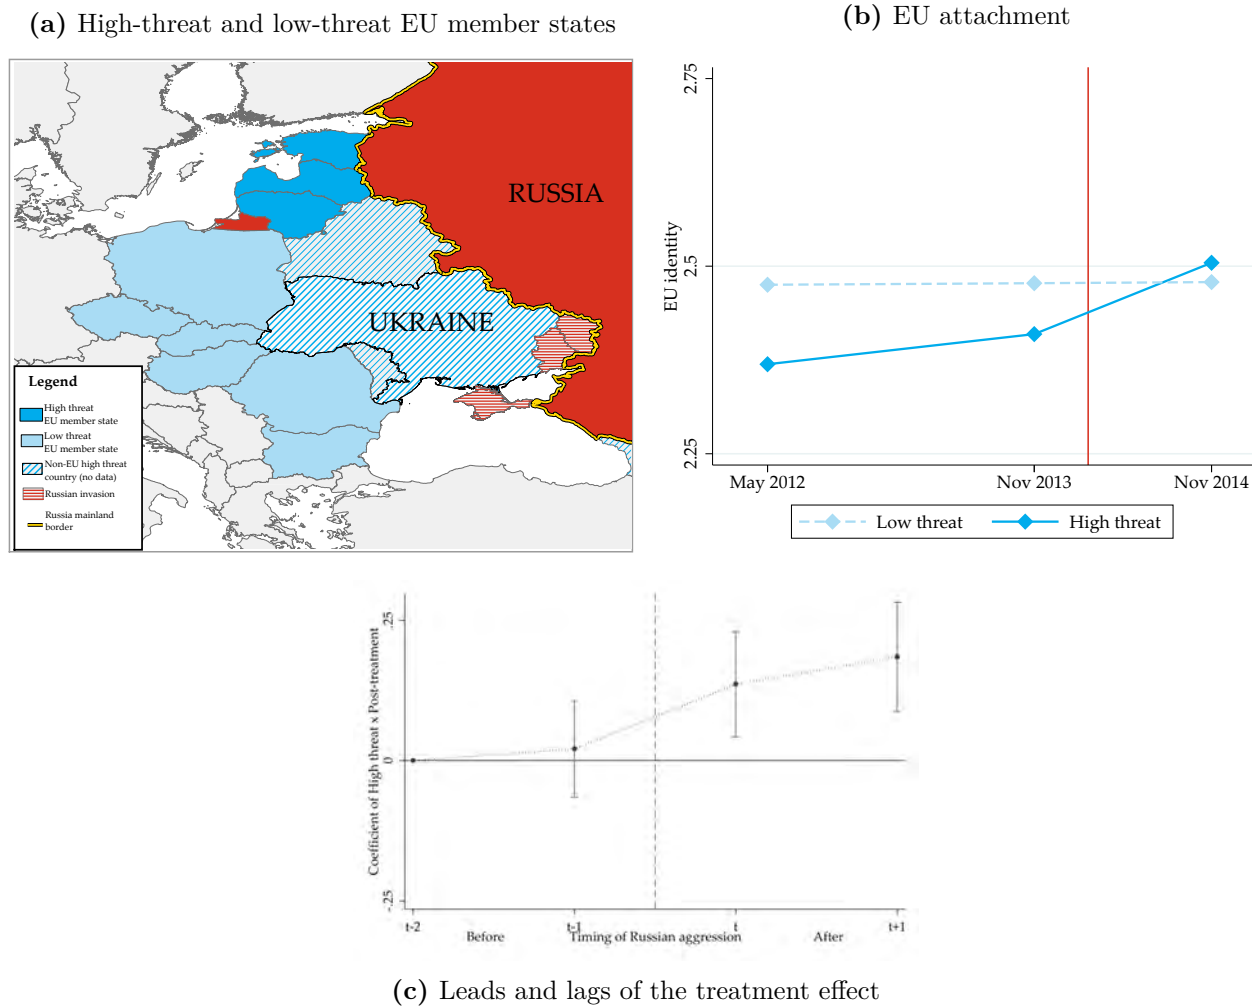 (a) High-threat and low-threat EU member states
RUSSIA
UKRAINE
Legend
High threat
EU member state
Low threat
EU member state
Non-EU high threat
country (no data)
Russian invasion
Russia mainland
border
(b) EU attachment
EU identity
2.75
2.5
2.25
May 2012
Nov 2013
Nov 2014
Low threat
High threat
Coefficient of High threat x Post-treatment
.25
0
-.25
t-2
t-1
t
t+1
Before
Timing of Russian aggression
After
(c) Leads and lags of the treatment effect